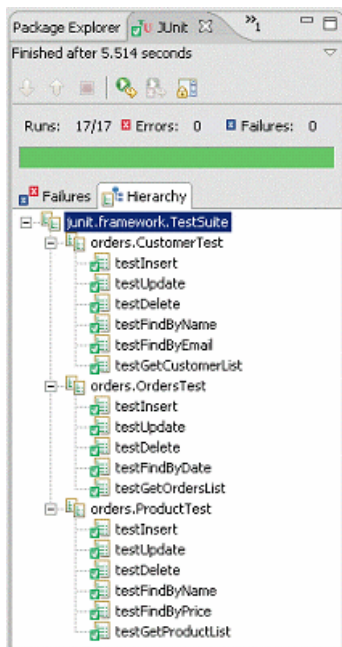 Package Explorer JUnit »1
Finished after 5.514 seconds
Runs: 17/17 Errors: 0 Failures: 0
Failures Hierarchy
junit.framework.TestSuite
orders.CustomerTest
testInsert
testUpdate
testDelete
testFindByName
testFindByEmail
testGetCustomerList
orders.OrdersTest
testInsert
testUpdate
testDelete
testFindByDate
testGetOrdersList
orders.ProductTest
testInsert
testUpdate
testDelete
testFindByName
testFindByPrice
testGetProductList